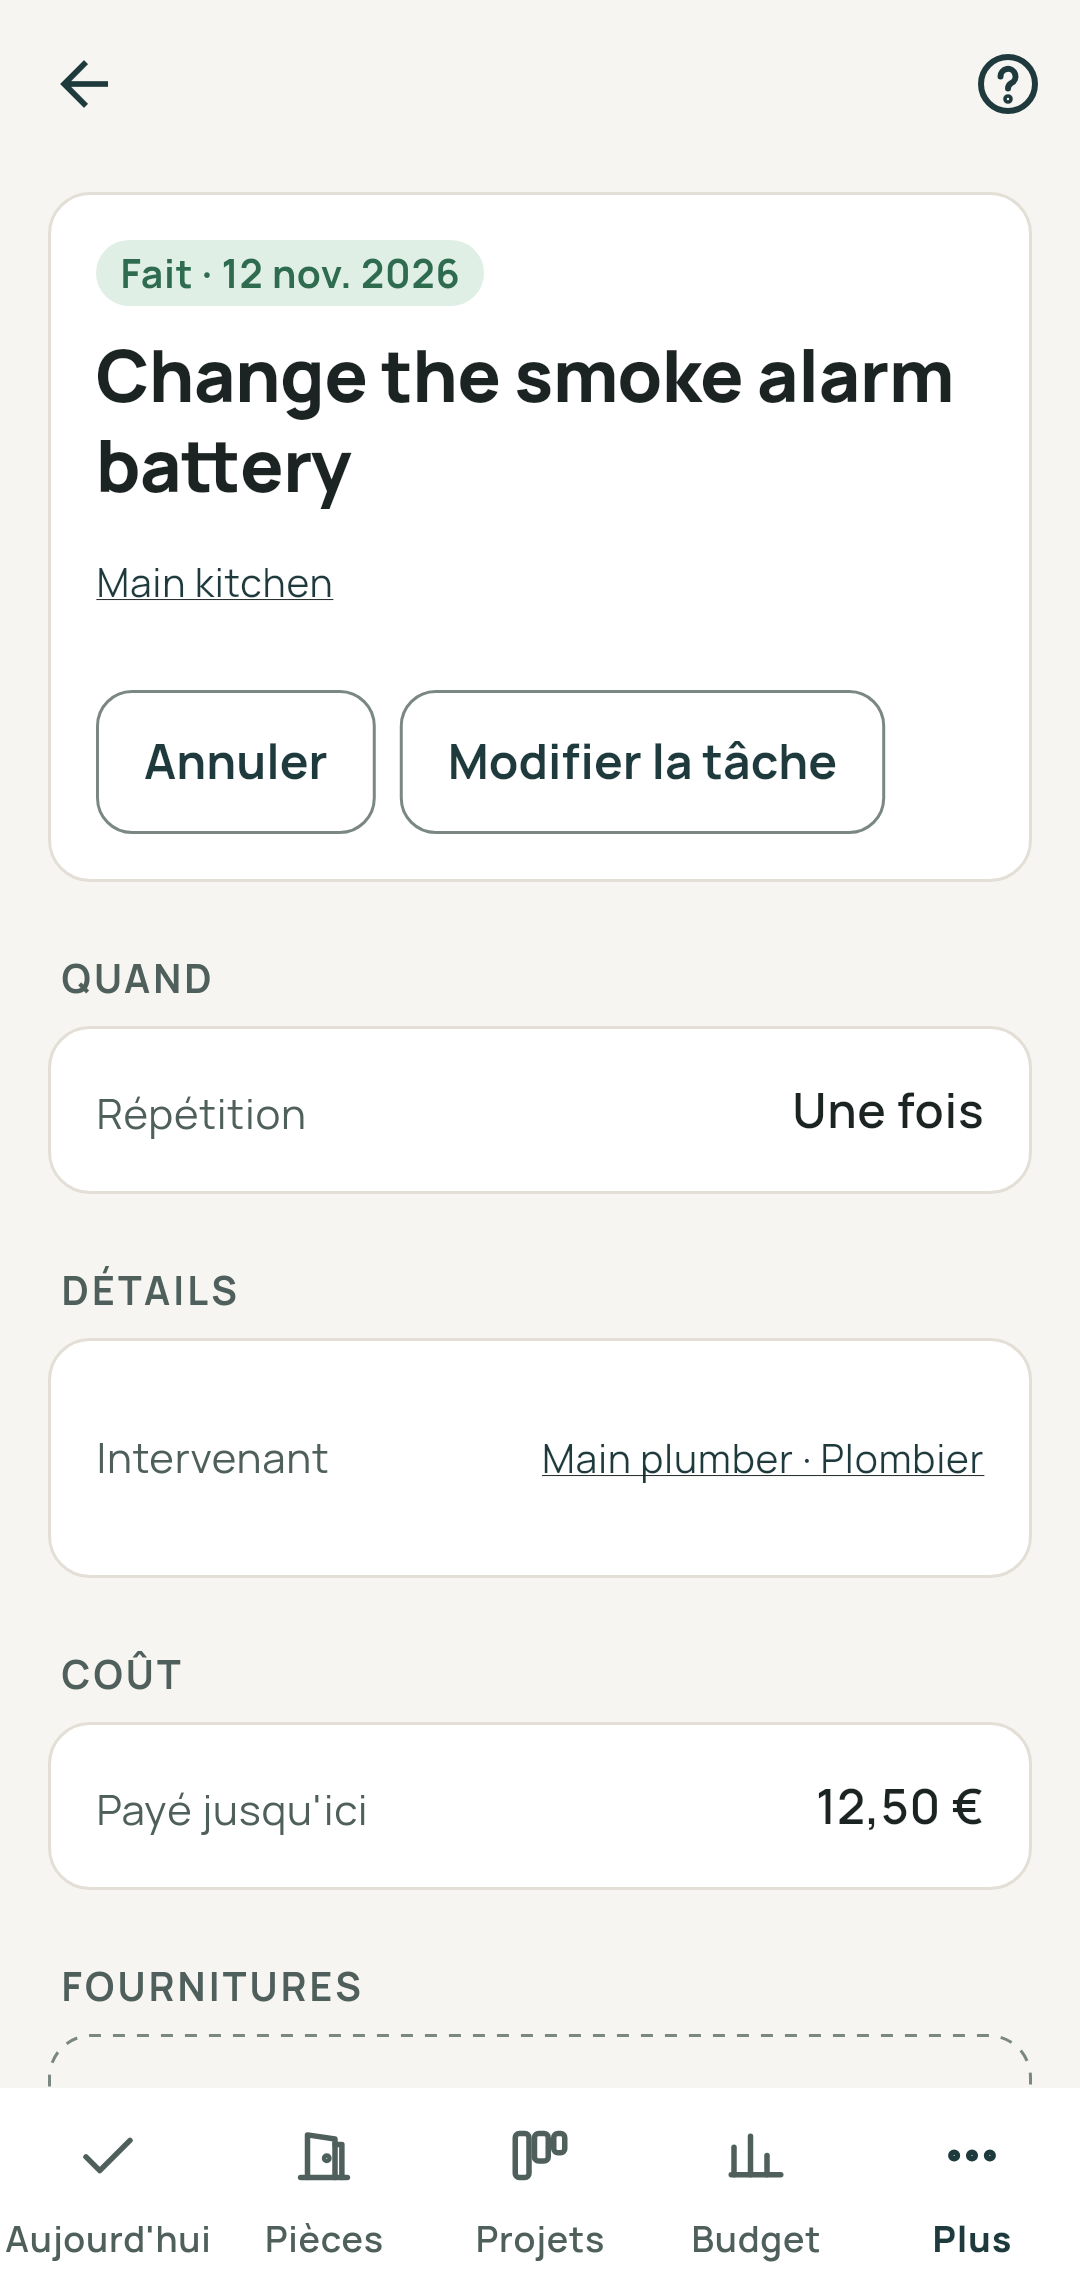 Fait · 12 nov. 2026
Change the smoke alarm
battery
Main kitchen
Annuler
Modifier la tâche
QUAND
Répétition
Une fois
DÉTAILS
Intervenant
Main plumber · Plombier
COÛT
Payé jusqu'ici
12,50 €
FOURNITURES
Aujourd'hui
Pièces
Projets
Budget
Plus